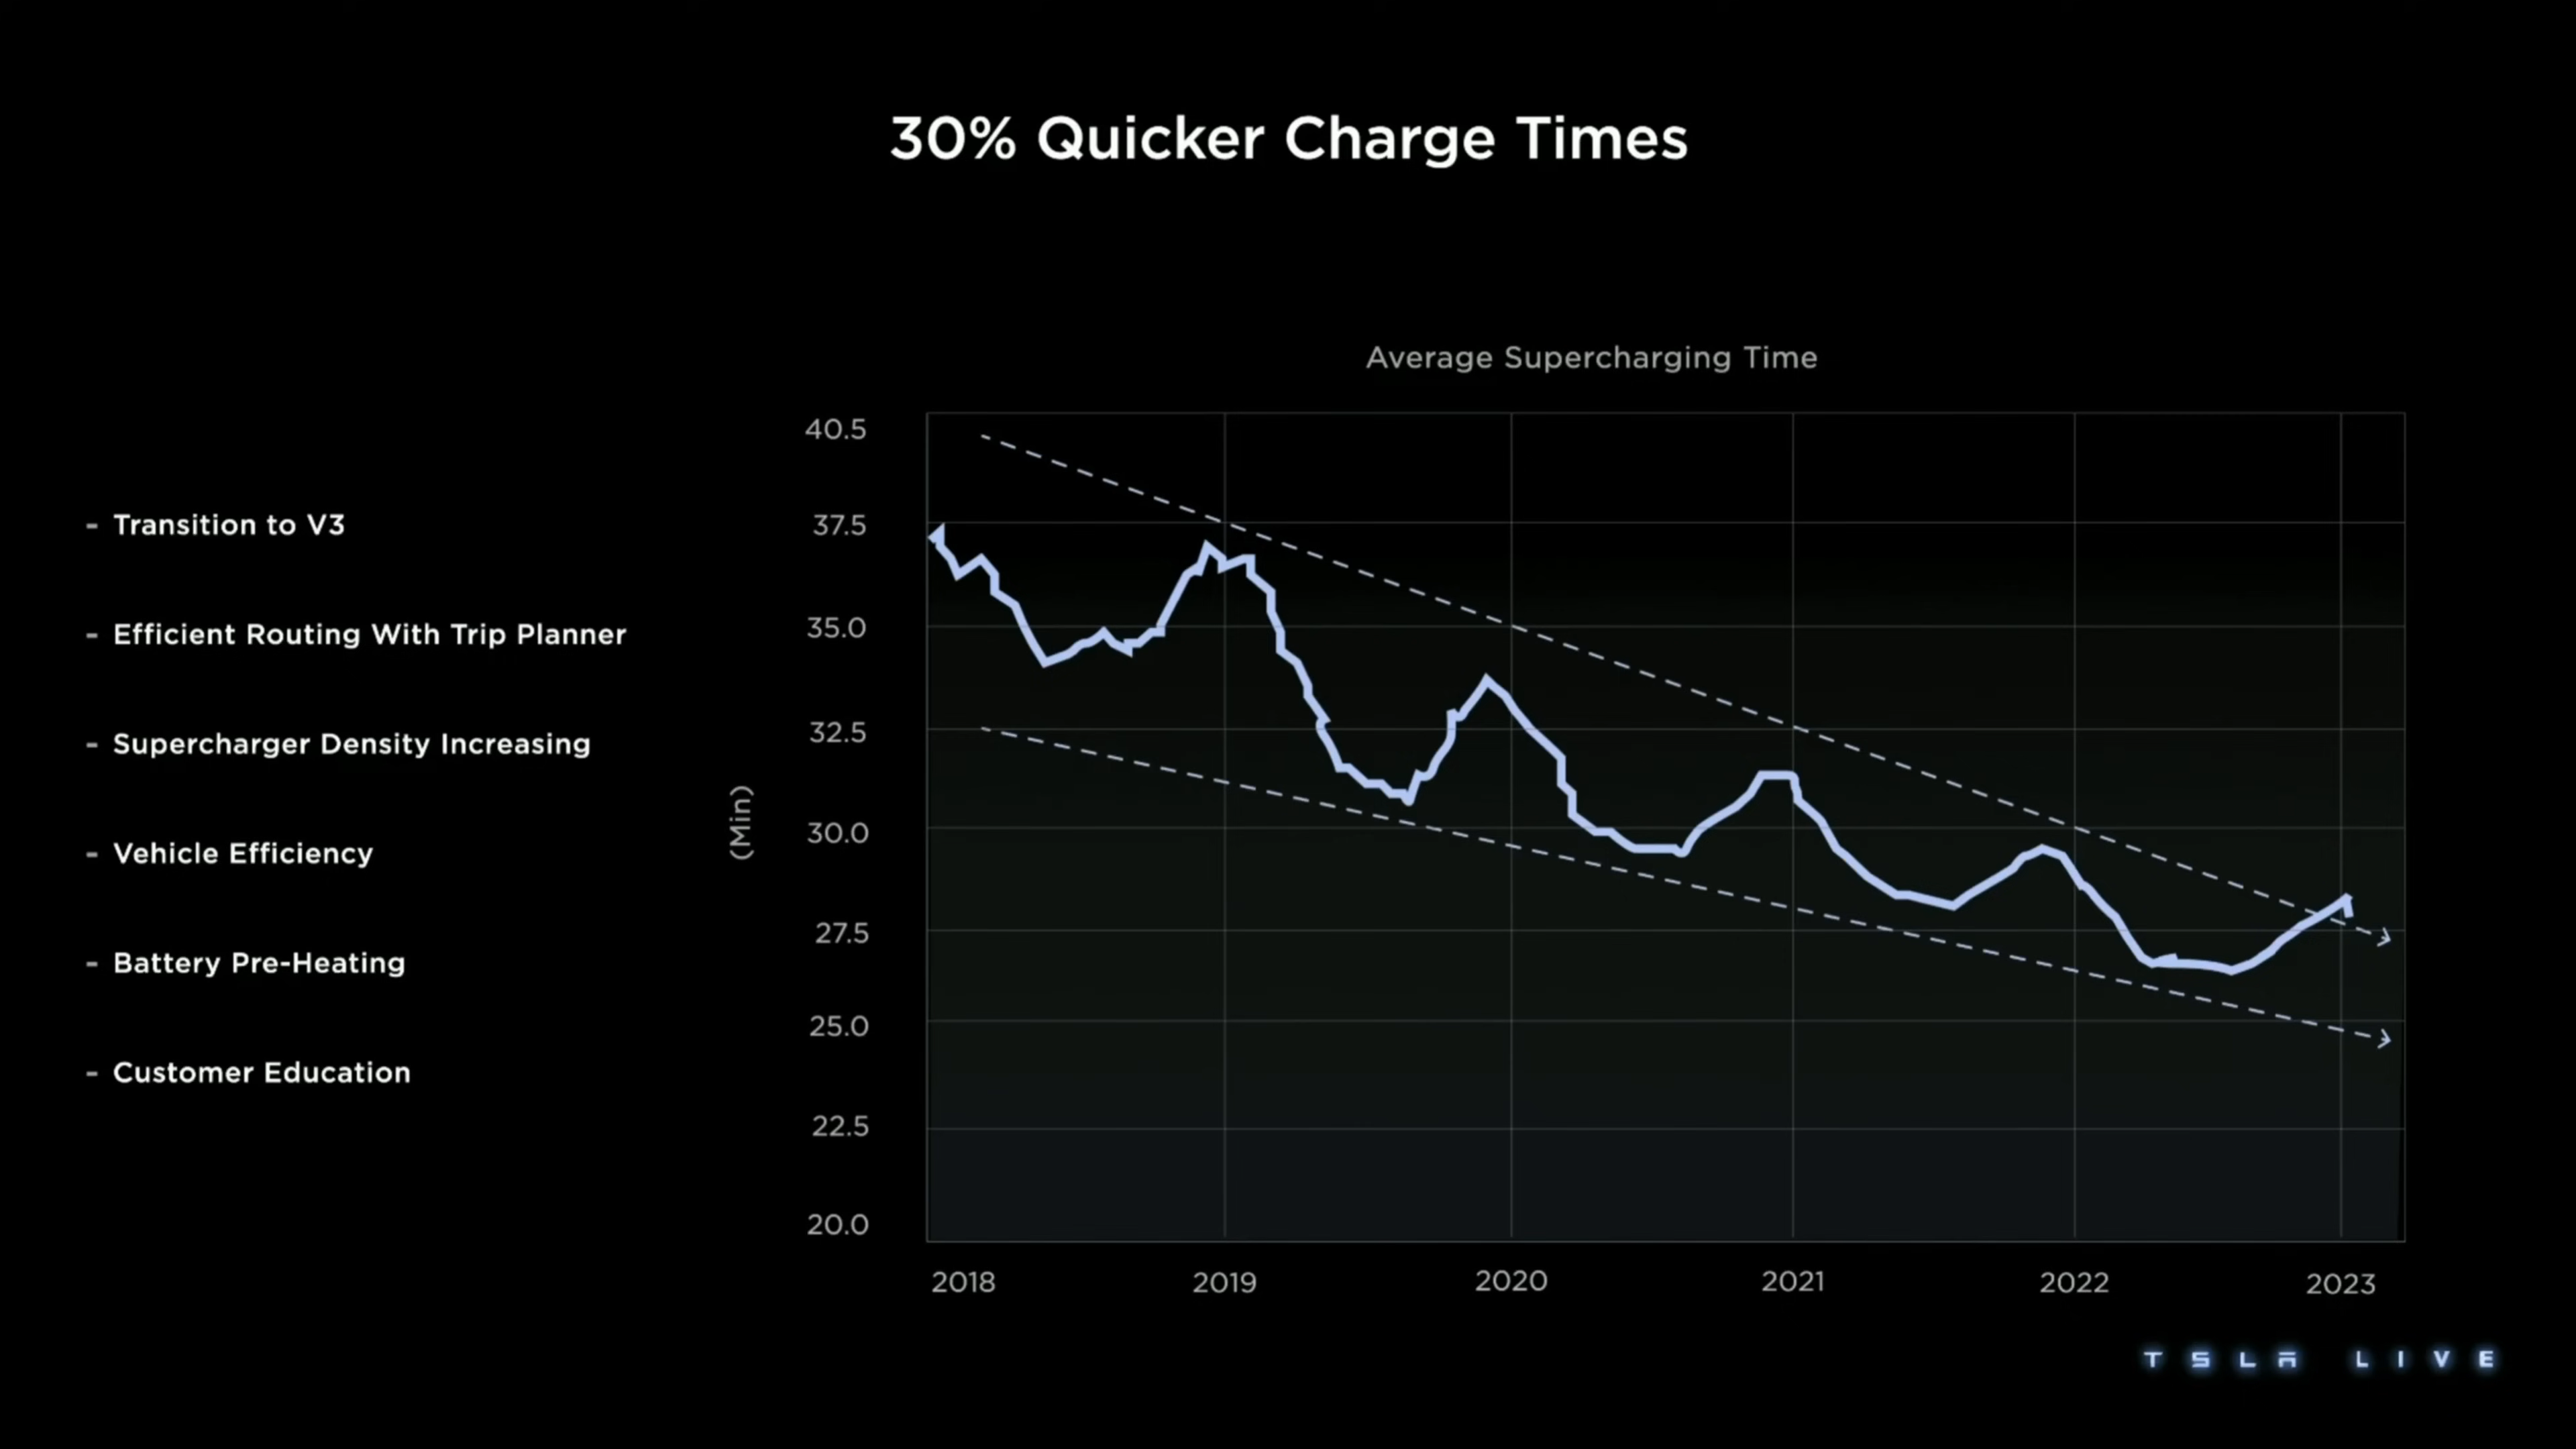 30% Quicker Charge Times
- Transition to V3
- Efficient Routing With Trip Planner
- Supercharger Density Increasing
- Vehicle Efficiency
- Battery Pre-Heating
- Customer Education
Average Supercharging Time
(Min)
40.5
37.5
35.0
32.5
30.0
27.5
25.0
22.5
20.0
2018 2019 2020 2021 2022 2023
TSLA LIVE